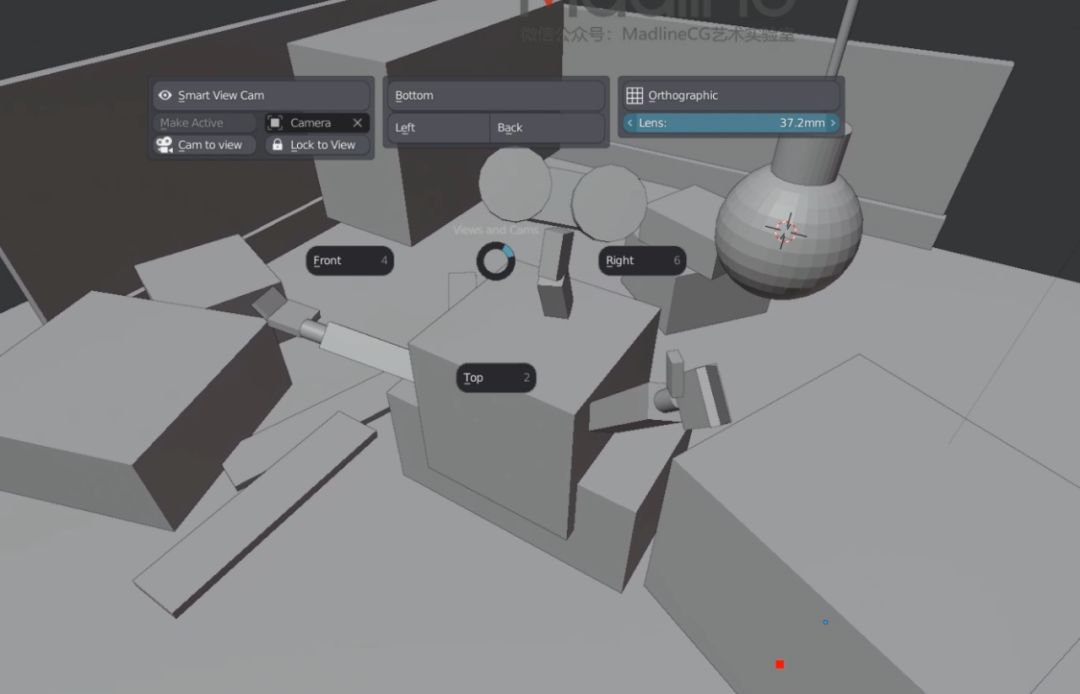 微信公众号：MadlineCG艺术实验室
Smart View Cam
Bottom
Orthographic
Make Active
Camera
Left
Back
Lens:
37.2mm
Cam to view
Lock to View
Views and Cams
Front 4
Right 6
Top 2